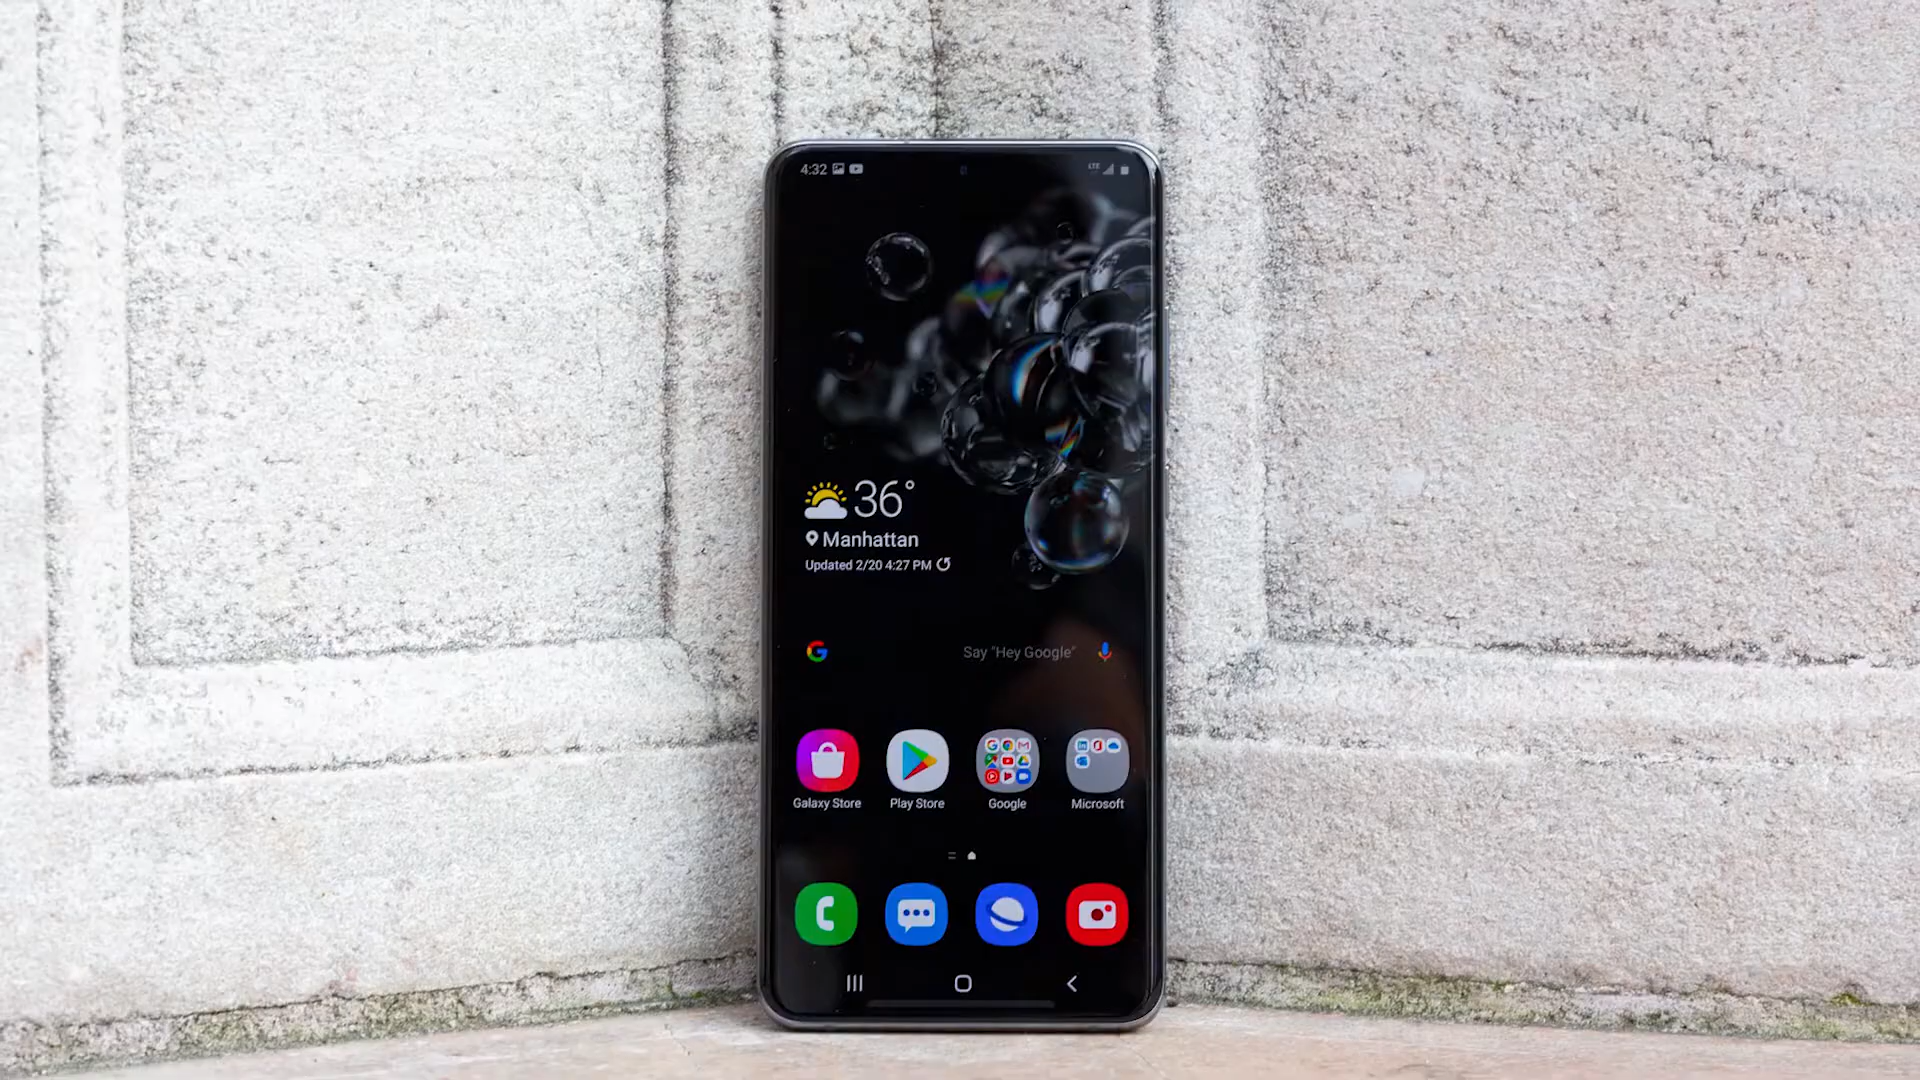 4:32
LTE
36°
Manhattan
Updated 2/20 4:27 PM
Say "Hey Google"
Galaxy Store
Play Store
Google
Microsoft